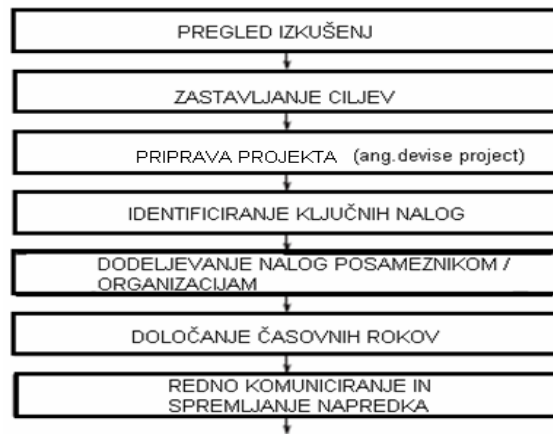 PREGLED IZKUŠENJ
ZASTAVLJANJE CILJEV
PRIPRAVA PROJEKTA (ang.devise project)
IDENTIFICIRANJE KLJUČNIH NALOG
DODELJEVANJE NALOG POSAMEZNIKOM /
ORGANIZACIJAM
DOLOČANJE ČASOVNIH ROKOV
REDNO KOMUNICIRANJE IN
SPREMLJANJE NAPREDKA